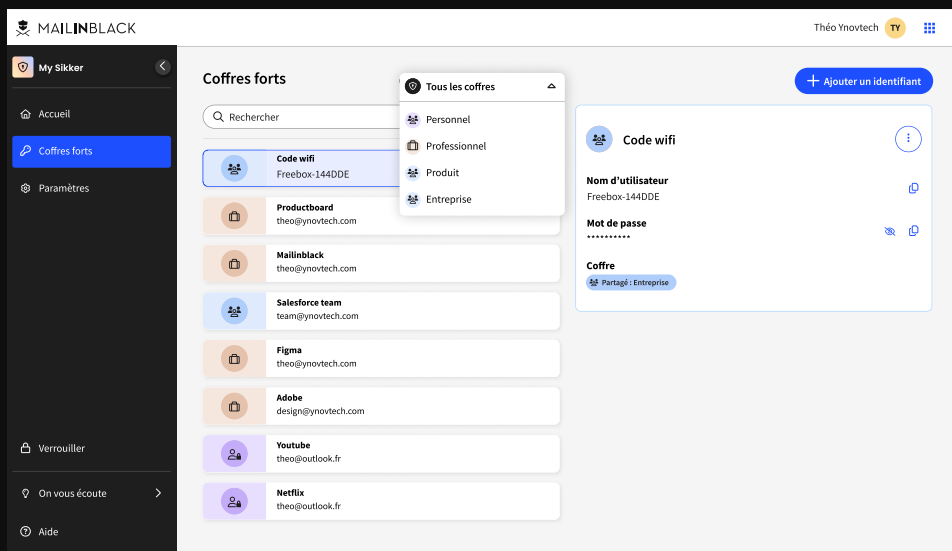 MAILINBLACK
Théo Ynovtech
TY
My Sikker
Accueil
Coffres forts
Paramètres
Verrouiller
On vous écoute
Aide
Coffres forts
Rechercher
Tous les coffres
Personnel
Professionnel
Produit
Entreprise
Ajouter un identifiant
Code wifi
Freebox-144DDE
Productboard
theo@ynovtech.com
Mailinblack
theo@ynovtech.com
Salesforce team
team@ynovtech.com
Figma
theo@ynovtech.com
Adobe
design@ynovtech.com
Youtube
theo@outlook.fr
Netflix
theo@outlook.fr
Code wifi
Nom d’utilisateur
Freebox-144DDE
Mot de passe
**********
Coffre
Partagé : Entreprise